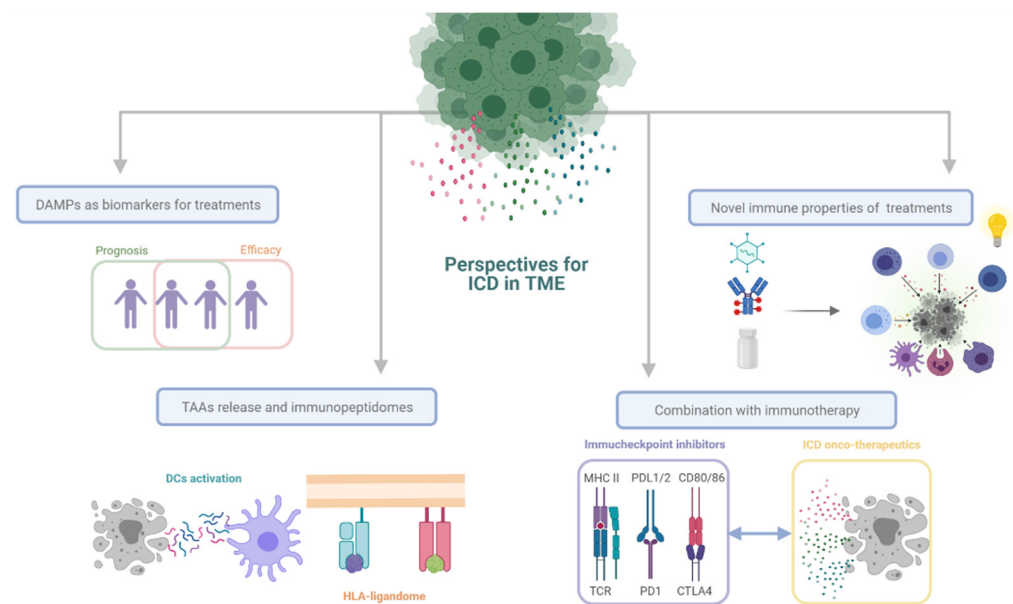 DAMPs as biomarkers for treatments
Prognosis
Efficacy
Perspectives for
ICD in TME
Novel immune properties of treatments
TAAs release and immunopeptidomes
DCs activation
HLA-ligandome
Combination with immunotherapy
Immucheckpoint inhibitors
ICD onco-therapeutics
MHC II
PDL1/2
CD80/86
TCR
PD1
CTLA4